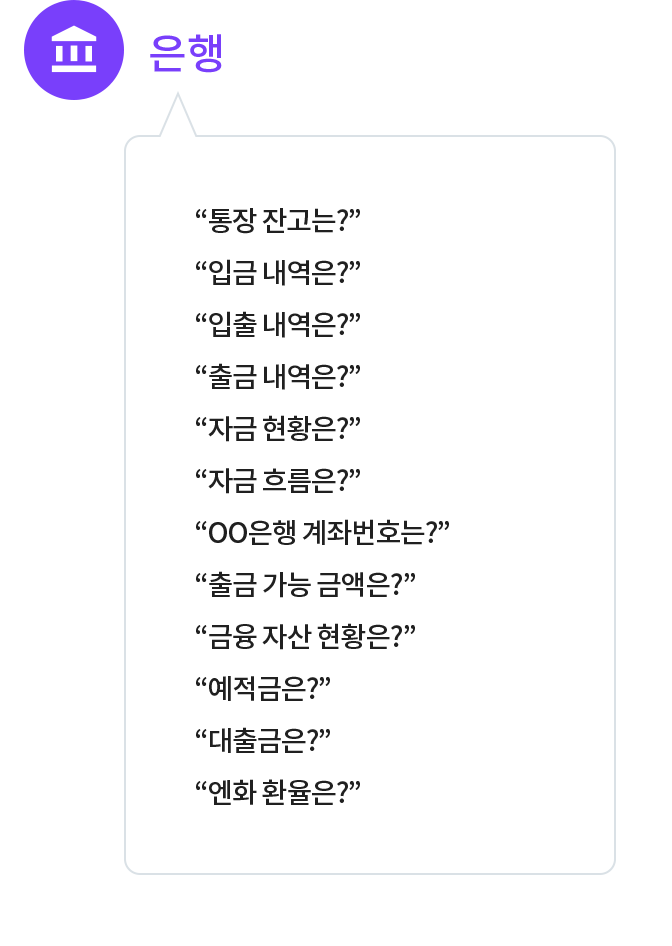 은행
“통장 잔고는?”
“입금 내역은?”
“입출 내역은?”
“출금 내역은?”
“자금 현황은?”
“자금 흐름은?”
“OO은행 계좌번호는?”
“출금 가능 금액은?”
“금융 자산 현황은?”
“예적금은?”
“대출금은?”
“엔화 환율은?”